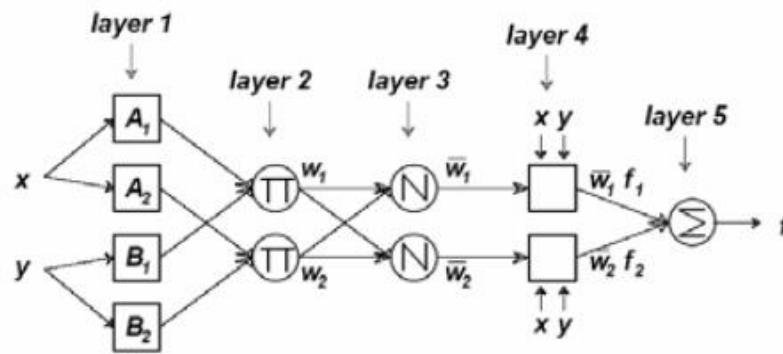 layer 1
layer 2
layer 3
layer 4
layer 5
x
y
A₁
A₂
B₁
B₂
Π
Π
w₁
w₂
N
N
w̅₁
w̅₂
x y
x y
w̅₁ f₁
w̅₂ f₂
Σ